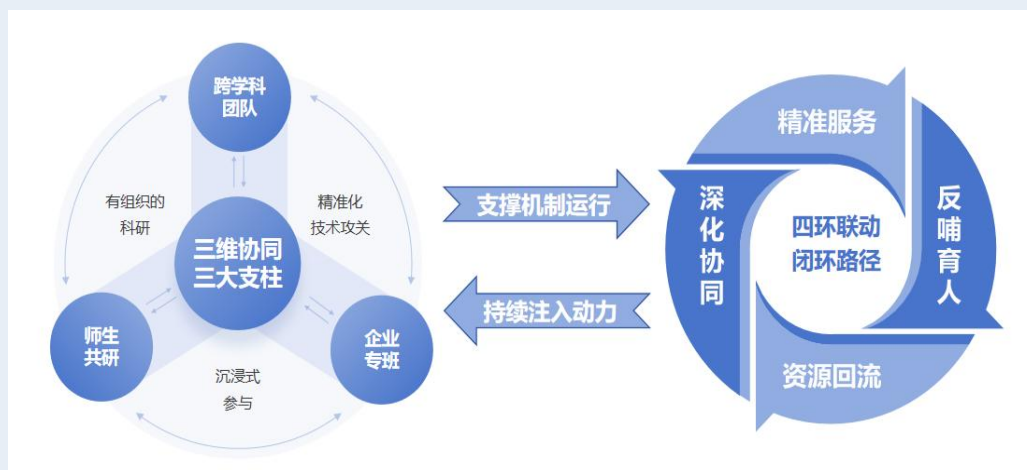 跨学科
团队
有组织的
科研
精准化
技术攻关
三维协同
三大支柱
师生
共研
企业
专班
沉浸式
参与
支撑机制运行
持续注入动力
精准服务
深化协同
四环联动
闭环路径
反哺育人
资源回流